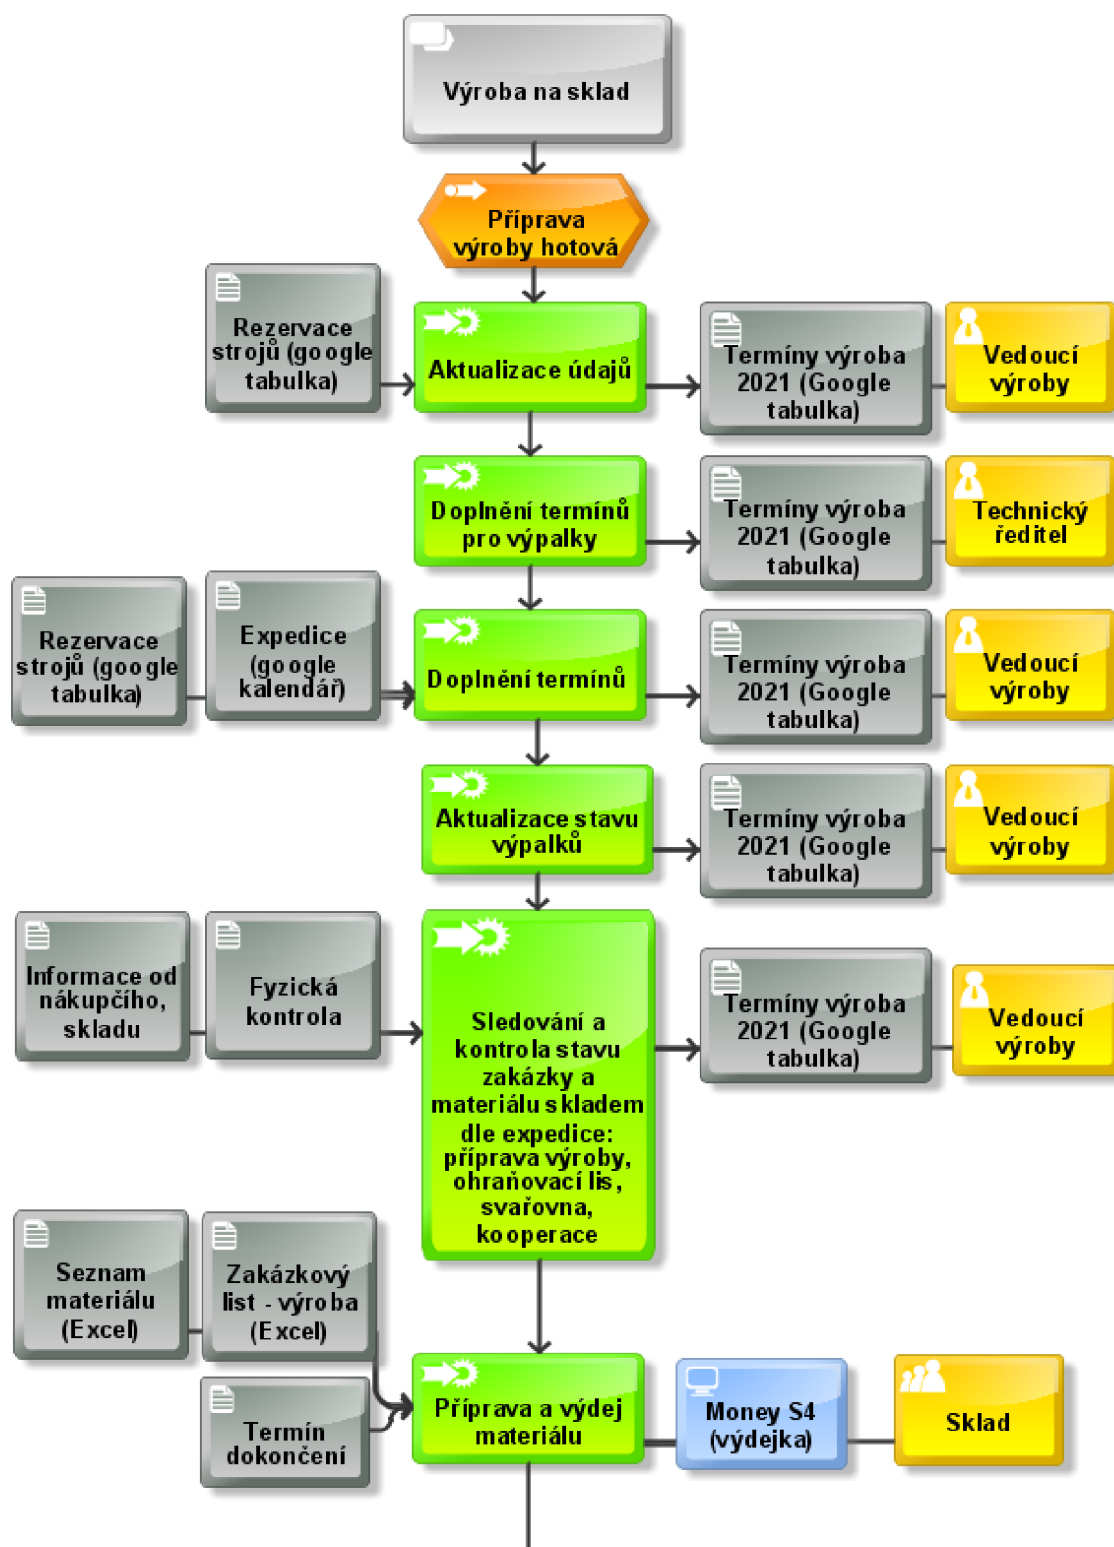 Výroba na sklad
Příprava
výroby hotová
Rezervace
strojů (google
tabulka)
Aktualizace údajů
Termíny výroba
2021 (Google
tabulka)
Vedoucí
výroby
Doplnění termínů
pro výpalky
Termíny výroba
2021 (Google
tabulka)
Technický
ředitel
Rezervace
strojů (google
tabulka)
Expedice
(google
kalendář)
Doplnění termínů
Termíny výroba
2021 (Google
tabulka)
Vedoucí
výroby
Aktualizace stavu
výpalků
Termíny výroba
2021 (Google
tabulka)
Vedoucí
výroby
Informace od
nákupčího,
skladu
Fyzická
kontrola
Sledování a
kontrola stavu
zakázky a
materiálu skladem
dle expedice:
příprava výroby,
ohraňovací lis,
svařovna,
kooperace
Termíny výroba
2021 (Google
tabulka)
Vedoucí
výroby
Seznam
materiálu
(Excel)
Zakázkový
list - výroba
(Excel)
Termín
dokončení
Příprava a výdej
materiálu
Money S4
(výdejka)
Sklad